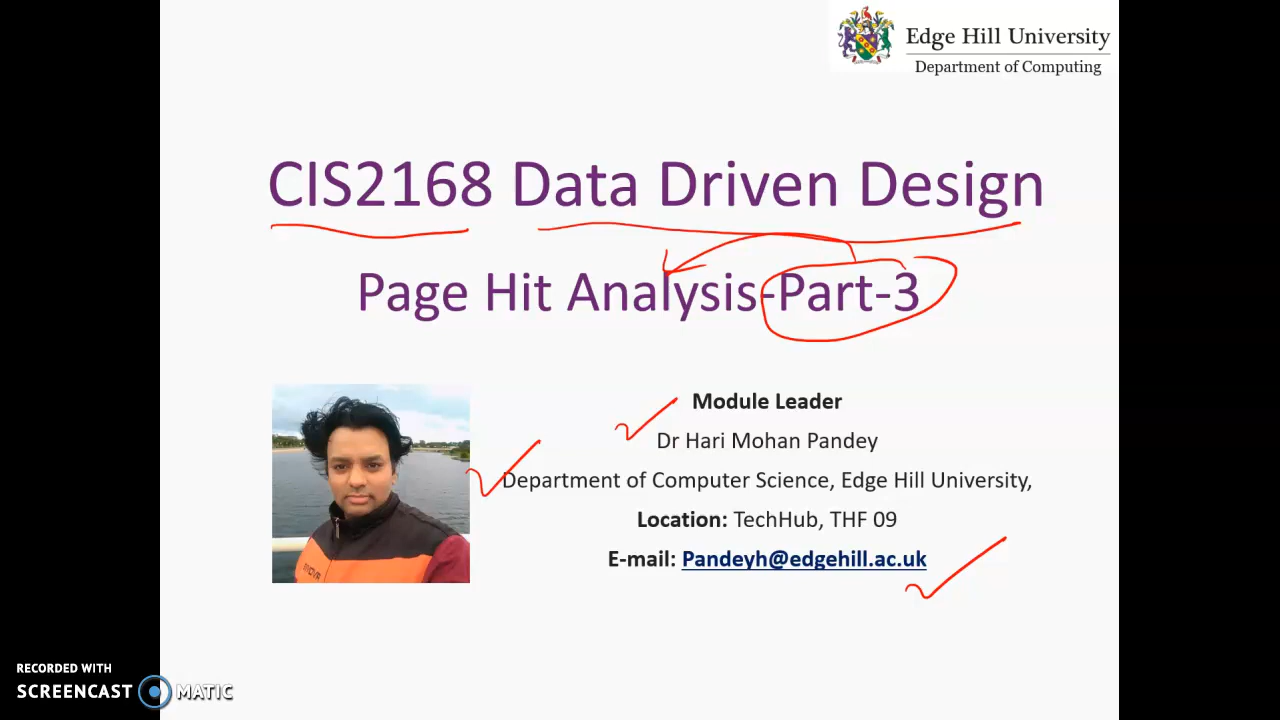 Edge Hill University
Department of Computing
CIS2168 Data Driven Design
Page Hit Analysis-Part-3
Module Leader
Dr Hari Mohan Pandey
Department of Computer Science, Edge Hill University,
Location: TechHub, THF 09
E-mail: Pandeyh@edgehill.ac.uk
RECORDED WITH
SCREENCAST MATIC